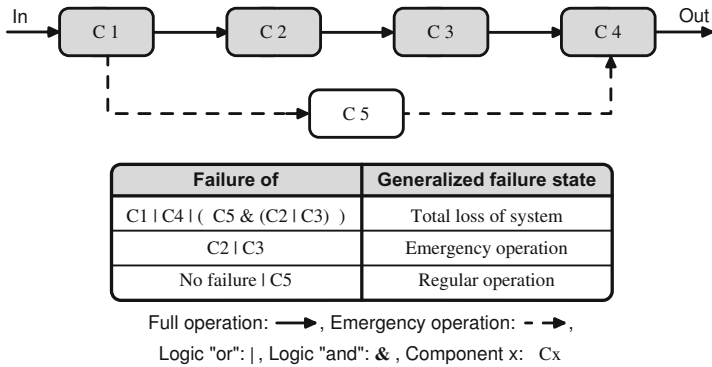 In
Out
C 1
C 2
C 3
C 4
C 5
Failure of
Generalized failure state
C1 | C4 | ( C5 & (C2 | C3) )
Total loss of system
C2 | C3
Emergency operation
No failure | C5
Regular operation
Full operation: , Emergency operation: ,
Logic "or": | , Logic "and": & , Component x: Cx